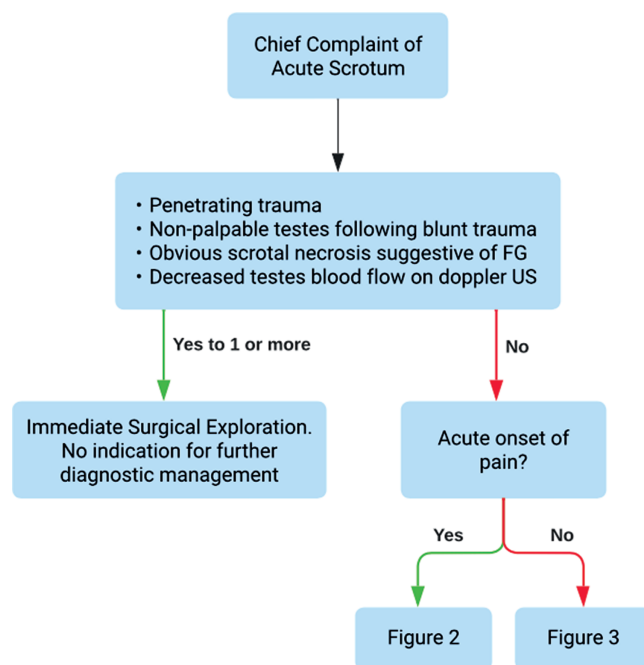 Chief Complaint of
Acute Scrotum
• Penetrating trauma
• Non-palpable testes following blunt trauma
• Obvious scrotal necrosis suggestive of FG
• Decreased testes blood flow on doppler US
Yes to 1 or more
No
Immediate Surgical Exploration.
No indication for further
diagnostic management
Acute onset of
pain?
Yes
No
Figure 2
Figure 3